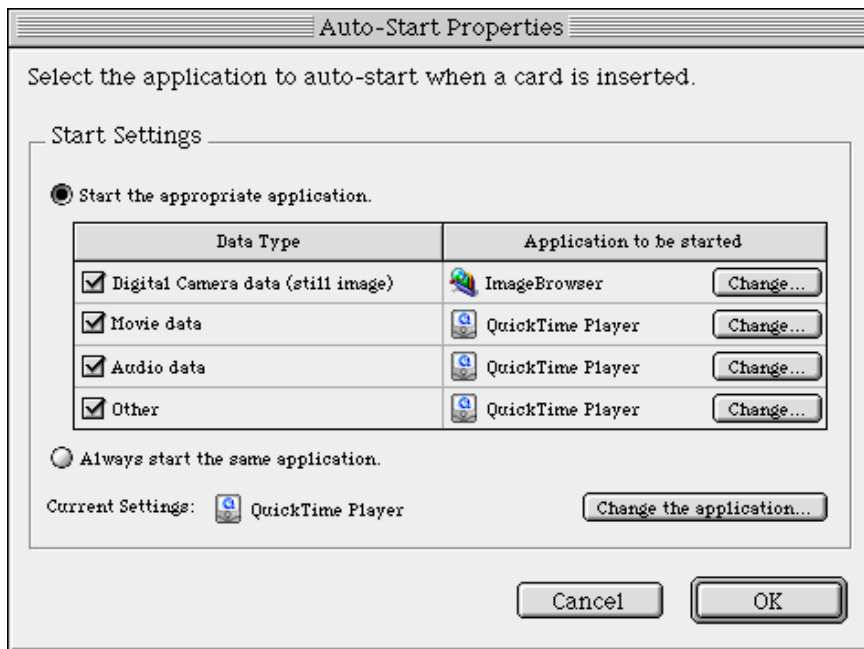 Auto-Start Properties
Select the application to auto-start when a card is inserted.
Start Settings
Start the appropriate application.
Data Type Application to be started
Digital Camera data (still image) ImageBrowser Change...
Movie data QuickTime Player Change...
Audio data QuickTime Player Change...
Other QuickTime Player Change...
Always start the same application.
Current Settings: QuickTime Player Change the application...
Cancel OK